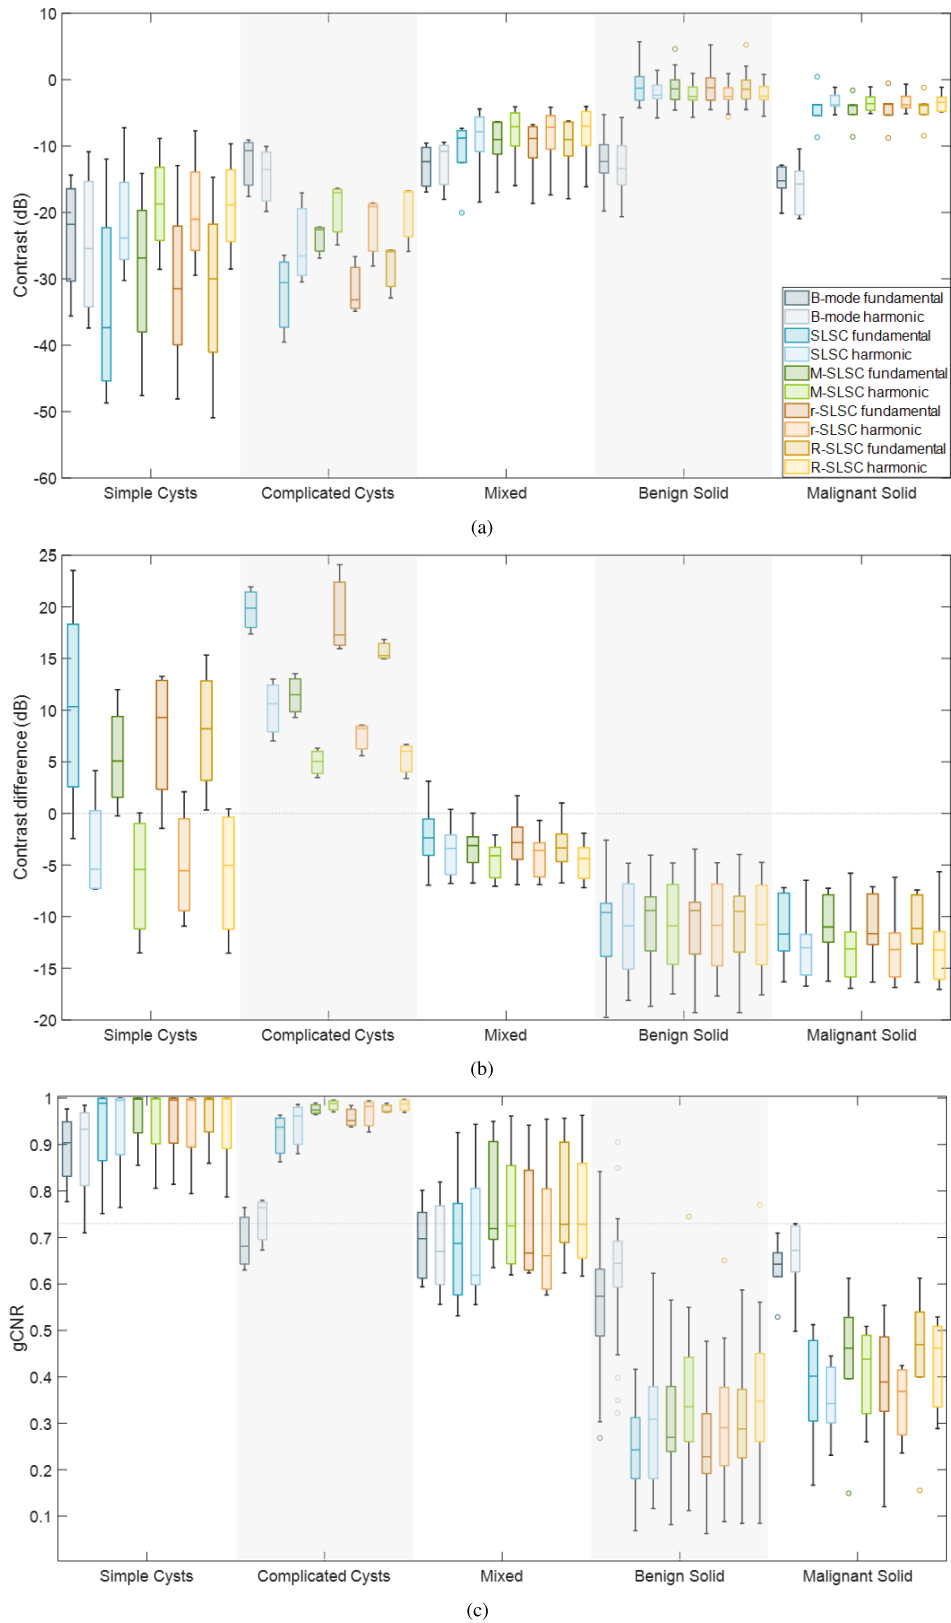 10
0
-10
-20
-30
-40
-50
-60
Contrast (dB)
B-mode fundamental
B-mode harmonic
SLSC fundamental
SLSC harmonic
M-SLSC fundamental
M-SLSC harmonic
r-SLSC fundamental
r-SLSC harmonic
R-SLSC fundamental
R-SLSC harmonic
Simple Cysts Complicated Cysts Mixed Benign Solid Malignant Solid
(a)
25
20
15
10
5
0
-5
-10
-15
-20
Contrast difference (dB)
Simple Cysts Complicated Cysts Mixed Benign Solid Malignant Solid
(b)
1
0.9
0.8
0.7
0.6
0.5
0.4
0.3
0.2
0.1
gCNR
Simple Cysts Complicated Cysts Mixed Benign Solid Malignant Solid
(c)